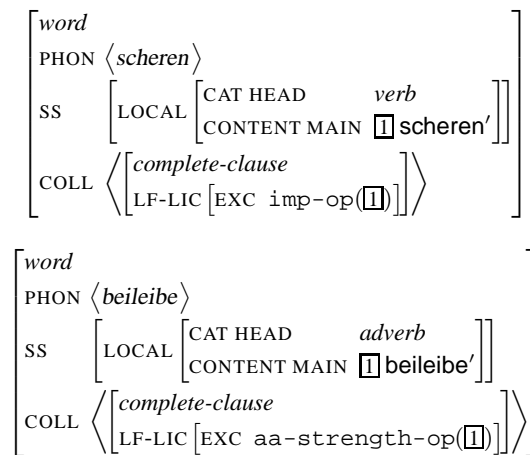 word
PHON ⟨scheren⟩
SS [LOCAL [CAT HEAD verb
CONTENT MAIN [1] scheren′]]
COLL ⟨[complete-clause
LF-LIC [EXC imp-op([1])]]⟩
word
PHON ⟨beileibe⟩
SS [LOCAL [CAT HEAD adverb
CONTENT MAIN [1] beileibe′]]
COLL ⟨[complete-clause
LF-LIC [EXC aa-strength-op([1])]]⟩